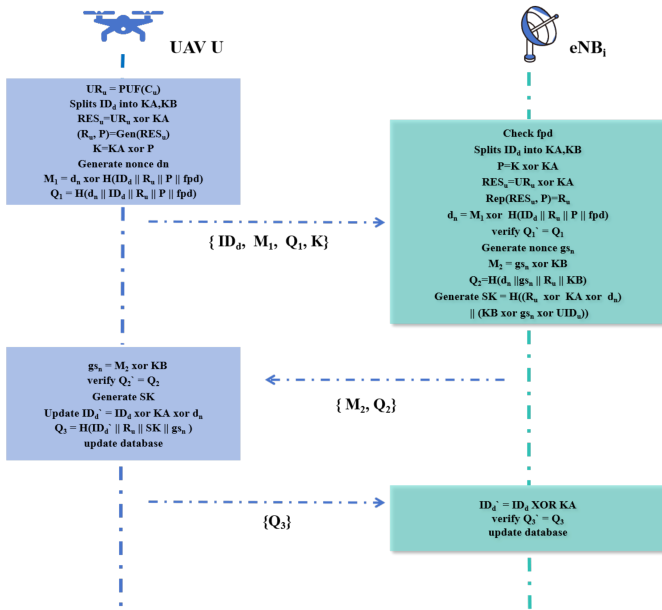 UAV U
eNBi
URu = PUF(Cu)
Splits IDd into KA,KB
RESu=URu xor KA
(Ru, P)=Gen(RESu)
K=KA xor P
Generate nonce dn
M1 = dn xor H(IDd || Ru || P || fpd)
Q1 = H(dn || IDd || Ru || P || fpd)
{ IDd, M1, Q1, K}
Check fpd
Splits IDd into KA,KB
P=K xor KA
RESu=URu xor KA
Rep(RESu, P)=Ru
dn = M1 xor H(IDd || Ru || P || fpd)
verify Q1` = Q1
Generate nonce gsn
M2 = gsn xor KB
Q2=H(dn ||gsn || Ru || KB)
Generate SK = H((Ru xor KA xor dn)
|| (KB xor gsn xor UIDu))
gsn = M2 xor KB
verify Q2` = Q2
Generate SK
Update IDd` = IDd xor KA xor dn
Q3 = H(IDd` || Ru || SK || gsn )
update database
{ M2, Q2}
{Q3}
IDd` = IDd XOR KA
verify Q3` = Q3
update database